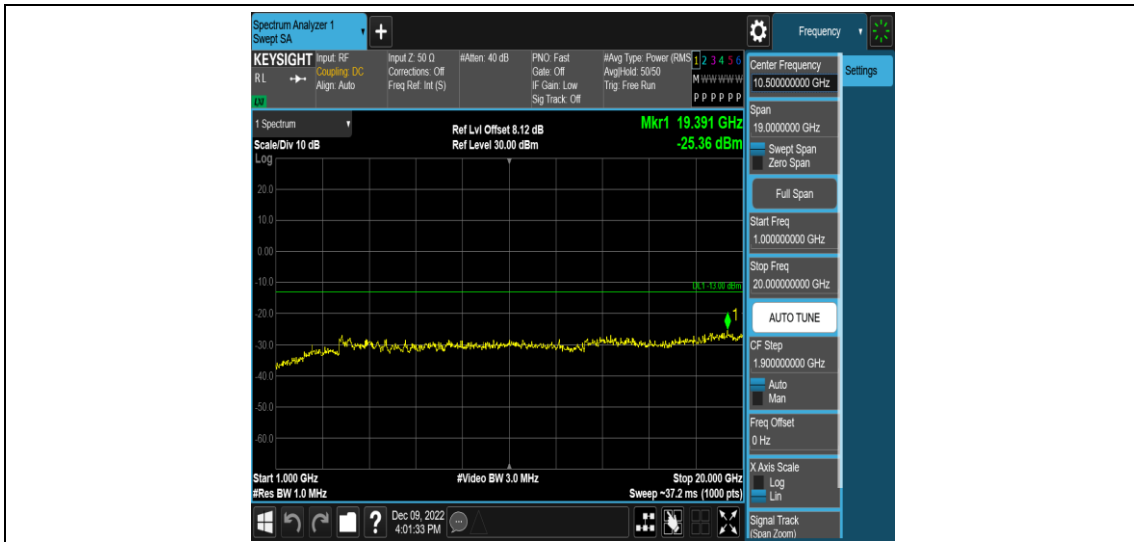 Spectrum Analyzer 1
Swept SA
+
Frequency
KEYSIGHT
RL
LM
Input: RF
Coupling: DC
Align: Auto
Input Z: 50 Ω
Corrections: Off
Freq Ref: Int (S)
#Atten: 40 dB
PNO: Fast
Gate: Off
IF Gain: Low
Sig Track: Off
#Avg Type: Power (RMS
Avg|Hold: 50/50
Trig: Free Run
1 2 3 4 5 6
M W W W W W
P P P P P P
1 Spectrum
Scale/Div 10 dB
Ref Lvl Offset 8.12 dB
Ref Level 30.00 dBm
Mkr1 19.391 GHz
-25.36 dBm
Log
20.0
10.0
0.00
-10.0
DL1 -13.00 dBm
-20.0
1
-30.0
-40.0
-50.0
-60.0
Start 1.000 GHz
#Video BW 3.0 MHz
Stop 20.000 GHz
#Res BW 1.0 MHz
Sweep ~37.2 ms (1000 pts)
Center Frequency
10.500000000 GHz
Settings
Span
19.0000000 GHz
Swept Span
Zero Span
Full Span
Start Freq
1.000000000 GHz
Stop Freq
20.000000000 GHz
AUTO TUNE
CF Step
1.900000000 GHz
Auto
Man
Freq Offset
0 Hz
X Axis Scale
Log
Lin
Signal Track
(Span Zoom)
?
Dec 09, 2022
4:01:33 PM